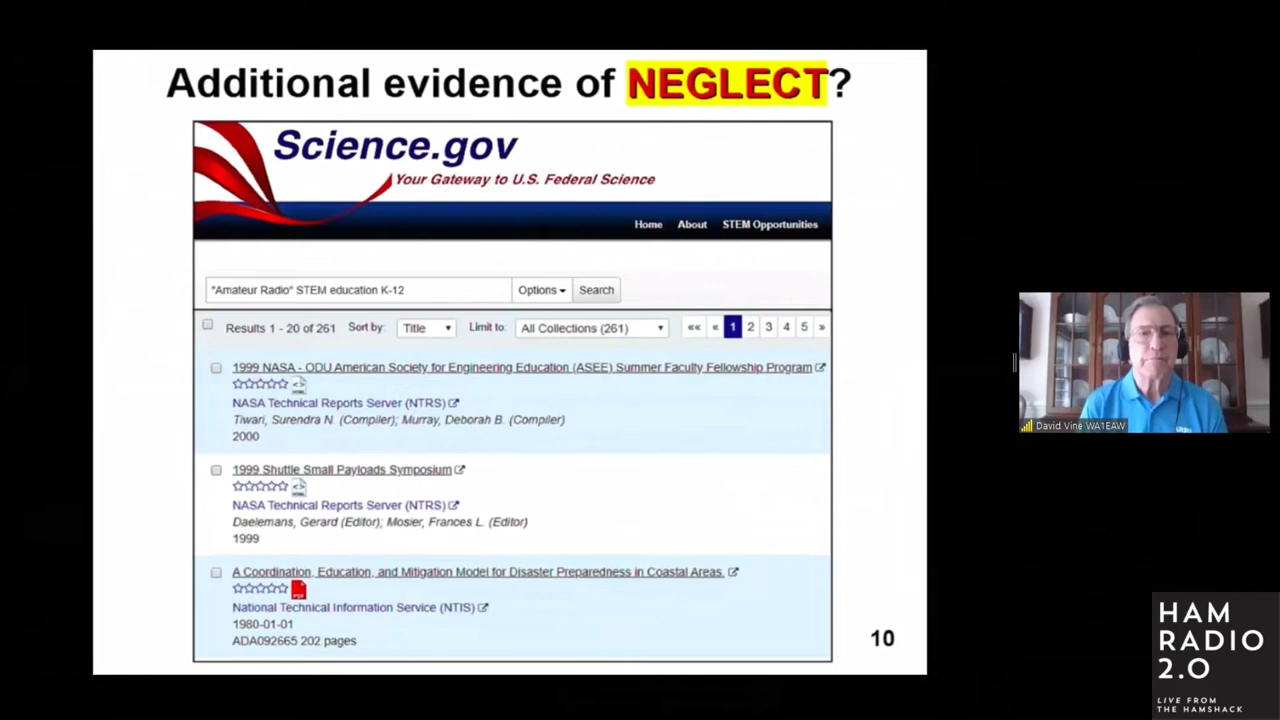 Additional evidence of NEGLECT?
Science.gov
Your Gateway to U.S. Federal Science
Home About STEM Opportunities
"Amateur Radio" STEM education K-12 Options Search
Results 1 - 20 of 261 Sort by: Title Limit to: All Collections (261) «« « 1 2 3 4 5 »
1999 NASA - ODU American Society for Engineering Education (ASEE) Summer Faculty Fellowship Program
NASA Technical Reports Server (NTRS)
Tiwari, Surendra N. (Compiler); Murray, Deborah B. (Compiler)
2000
1999 Shuttle Small Payloads Symposium
NASA Technical Reports Server (NTRS)
Daelemans, Gerard (Editor); Mosier, Frances L. (Editor)
1999
A Coordination, Education, and Mitigation Model for Disaster Preparedness in Coastal Areas.
PDF
National Technical Information Service (NTIS)
1980-01-01
ADA092665 202 pages
10
David Vine WA1EAW
HAM
RADIO
2.0
LIVE FROM
THE HAMSHACK